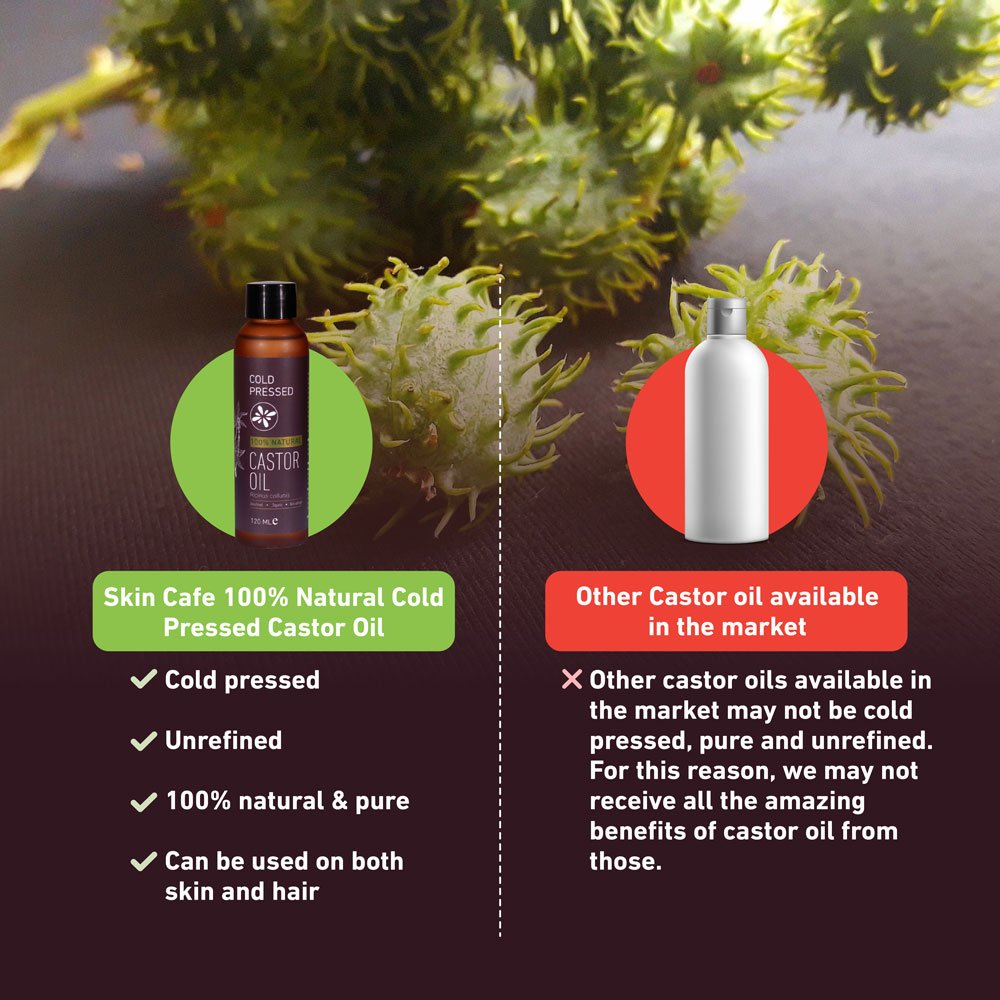 COLD
PRESSED
100% NATURAL
CASTOR
OIL
120 ML e
Skin Cafe 100% Natural Cold
Pressed Castor Oil
Cold pressed
Unrefined
100% natural & pure
Can be used on both
skin and hair
Other Castor oil available
in the market
Other castor oils available in
the market may not be cold
pressed, pure and unrefined.
For this reason, we may not
receive all the amazing
benefits of castor oil from
those.